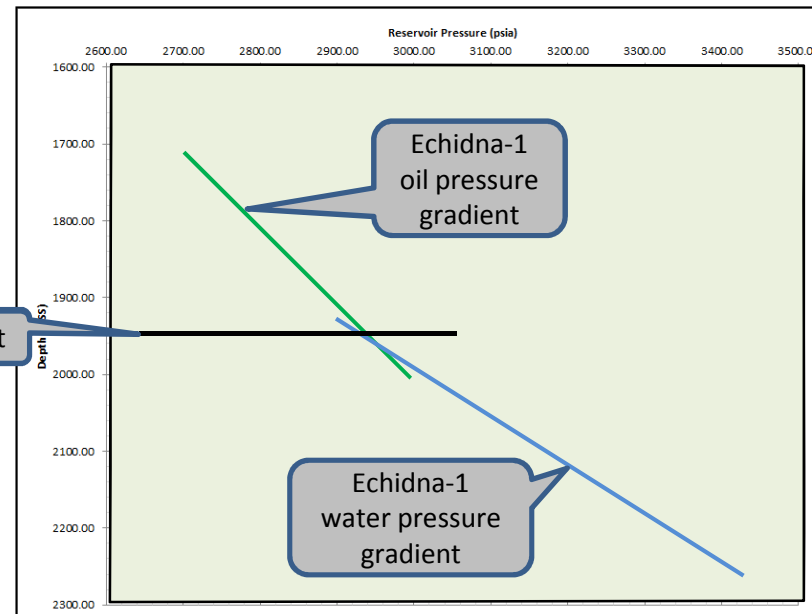 Reservoir Pressure (psia)
2600.00 2700.00 2800.00 2900.00 3000.00 3100.00 3200.00 3300.00 3400.00 3500.
1600.00
1700.00
1800.00
1900.00
2000.00
2100.00
2200.00
2300.00
Depth SS)
Echidna-1
oil pressure
gradient
t
Echidna-1
water pressure
gradient